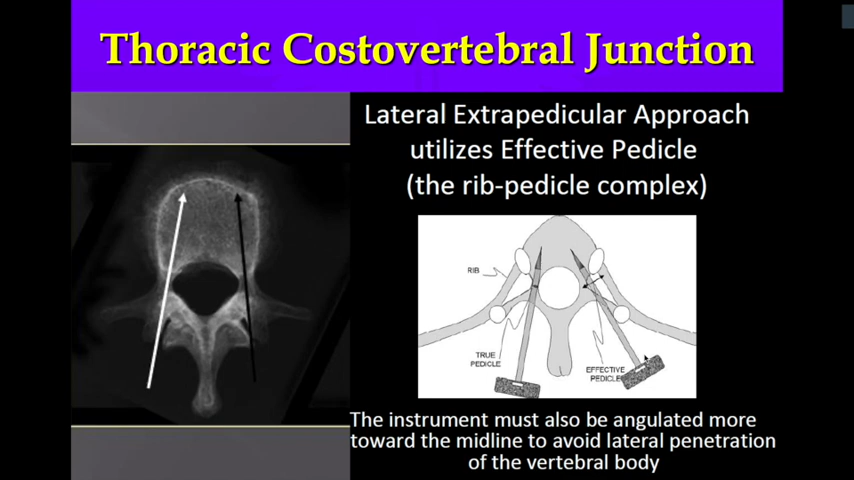 Thoracic Costovertebral Junction
Lateral Extrapedicular Approach
utilizes Effective Pedicle
(the rib-pedicle complex)
RIB
TRUE
PEDICLE
EFFECTIVE
PEDICLE
The instrument must also be angulated more
toward the midline to avoid lateral penetration
of the vertebral body